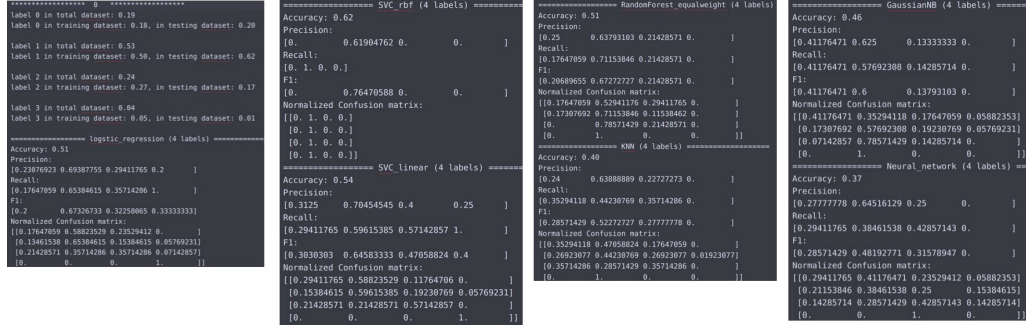 ****************** 8 ******************
label 0 in total dataset: 0.19
label 0 in training dataset: 0.18, in testing dataset: 0.20
label 1 in total dataset: 0.53
label 1 in training dataset: 0.50, in testing dataset: 0.62
label 2 in total dataset: 0.24
label 2 in training dataset: 0.27, in testing dataset: 0.17
label 3 in total dataset: 0.04
label 3 in training dataset: 0.05, in testing dataset: 0.01
================== logstic_regression (4 labels) ============
Accuracy: 0.51
Precision:
[0.23076923 0.69387755 0.29411765 0.2 ]
Recall:
[0.17647059 0.65384615 0.35714286 1. ]
F1:
[0.2 0.67326733 0.32258065 0.33333333]
Normalized Confusion matrix:
[[0.17647059 0.58823529 0.23529412 0. ]
[0.13461538 0.65384615 0.15384615 0.05769231]
[0.21428571 0.35714286 0.35714286 0.07142857]
[0. 0. 0. 1. ]]
================== SVC_rbf (4 labels) ==========
Accuracy: 0.62
Precision:
[0. 0.61904762 0. 0. ]
Recall:
[0. 1. 0. 0.]
F1:
[0. 0.76470588 0. 0. ]
Normalized Confusion matrix:
[[0. 1. 0. 0.]
[0. 1. 0. 0.]
[0. 1. 0. 0.]
[0. 1. 0. 0.]]
================== SVC_linear (4 labels) =======
Accuracy: 0.54
Precision:
[0.3125 0.70454545 0.4 0.25 ]
Recall:
[0.29411765 0.59615385 0.57142857 1. ]
F1:
[0.3030303 0.64583333 0.47058824 0.4 ]
Normalized Confusion matrix:
[[0.29411765 0.58823529 0.11764706 0. ]
[0.15384615 0.59615385 0.19230769 0.05769231]
[0.21428571 0.21428571 0.57142857 0. ]
[0. 0. 0. 1. ]]
================== RandomForest_equalweight (4 labels)
Accuracy: 0.51
Precision:
[0.25 0.63793103 0.21428571 0. ]
Recall:
[0.17647059 0.71153846 0.21428571 0. ]
F1:
[0.20689655 0.67272727 0.21428571 0. ]
Normalized Confusion matrix:
[[0.17647059 0.52941176 0.29411765 0. ]
[0.17307692 0.71153846 0.11538462 0. ]
[0. 0.78571429 0.21428571 0. ]
[0. 1. 0. 0. ]]
================== KNN (4 labels) ==================
Accuracy: 0.40
Precision:
[0.24 0.63888889 0.22727273 0. ]
Recall:
[0.35294118 0.44230769 0.35714286 0. ]
F1:
[0.28571429 0.52272727 0.27777778 0. ]
Normalized Confusion matrix:
[[0.35294118 0.47058824 0.17647059 0. ]
[0.26923077 0.44230769 0.26923077 0.01923077]
[0.35714286 0.28571429 0.35714286 0. ]
[0. 1. 0. 0. ]]
================== GaussianNB (4 labels) =======
Accuracy: 0.46
Precision:
[0.41176471 0.625 0.13333333 0. ]
Recall:
[0.41176471 0.57692308 0.14285714 0. ]
F1:
[0.41176471 0.6 0.13793103 0. ]
Normalized Confusion matrix:
[[0.41176471 0.35294118 0.17647059 0.05882353]
[0.17307692 0.57692308 0.19230769 0.05769231]
[0.07142857 0.78571429 0.14285714 0. ]
[0. 1. 0. 0. ]]
================== Neural_network (4 labels) ==
Accuracy: 0.37
Precision:
[0.27777778 0.64516129 0.25 0. ]
Recall:
[0.29411765 0.38461538 0.42857143 0. ]
F1:
[0.28571429 0.48192771 0.31578947 0. ]
Normalized Confusion matrix:
[[0.29411765 0.41176471 0.23529412 0.05882353]
[0.21153846 0.38461538 0.25 0.15384615]
[0.14285714 0.28571429 0.42857143 0.14285714]
[0. 0. 1. 0. ]]